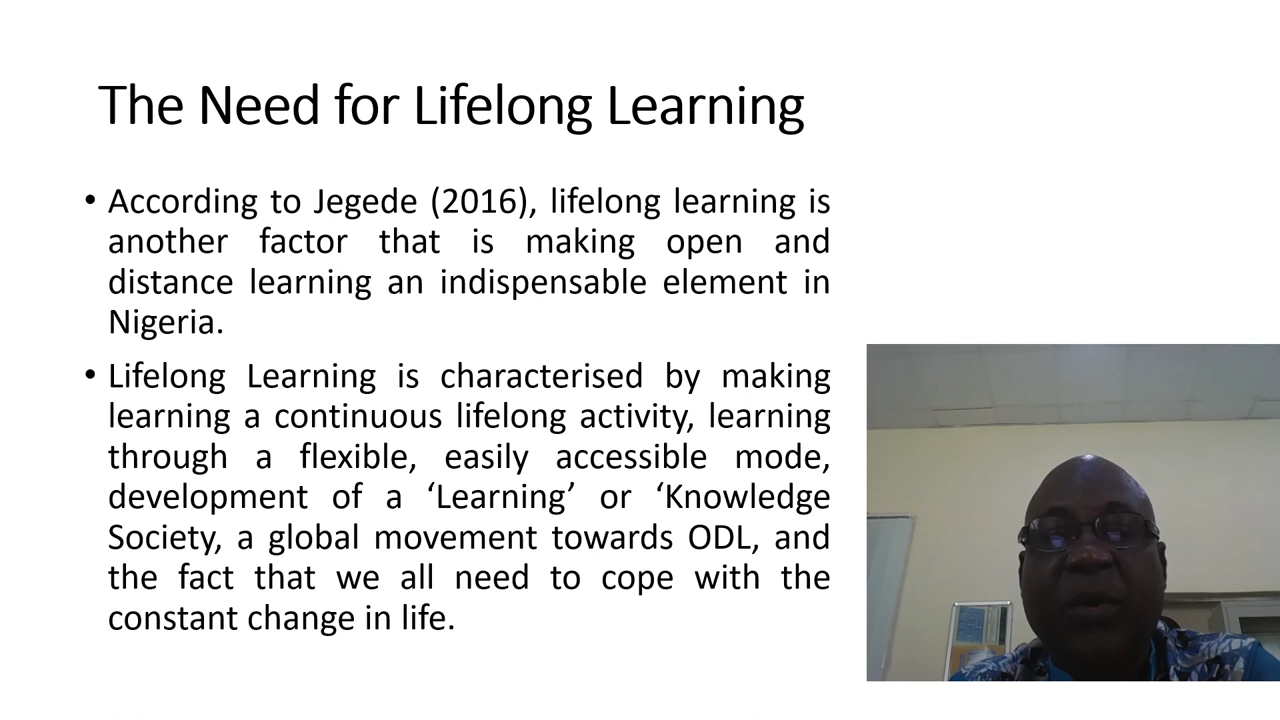 The Need for Lifelong Learning
• According to Jegede (2016), lifelong learning is
another factor that is making open and
distance learning an indispensable element in
Nigeria.
• Lifelong Learning is characterised by making
learning a continuous lifelong activity, learning
through a flexible, easily accessible mode,
development of a ‘Learning’ or ‘Knowledge
Society, a global movement towards ODL, and
the fact that we all need to cope with the
constant change in life.